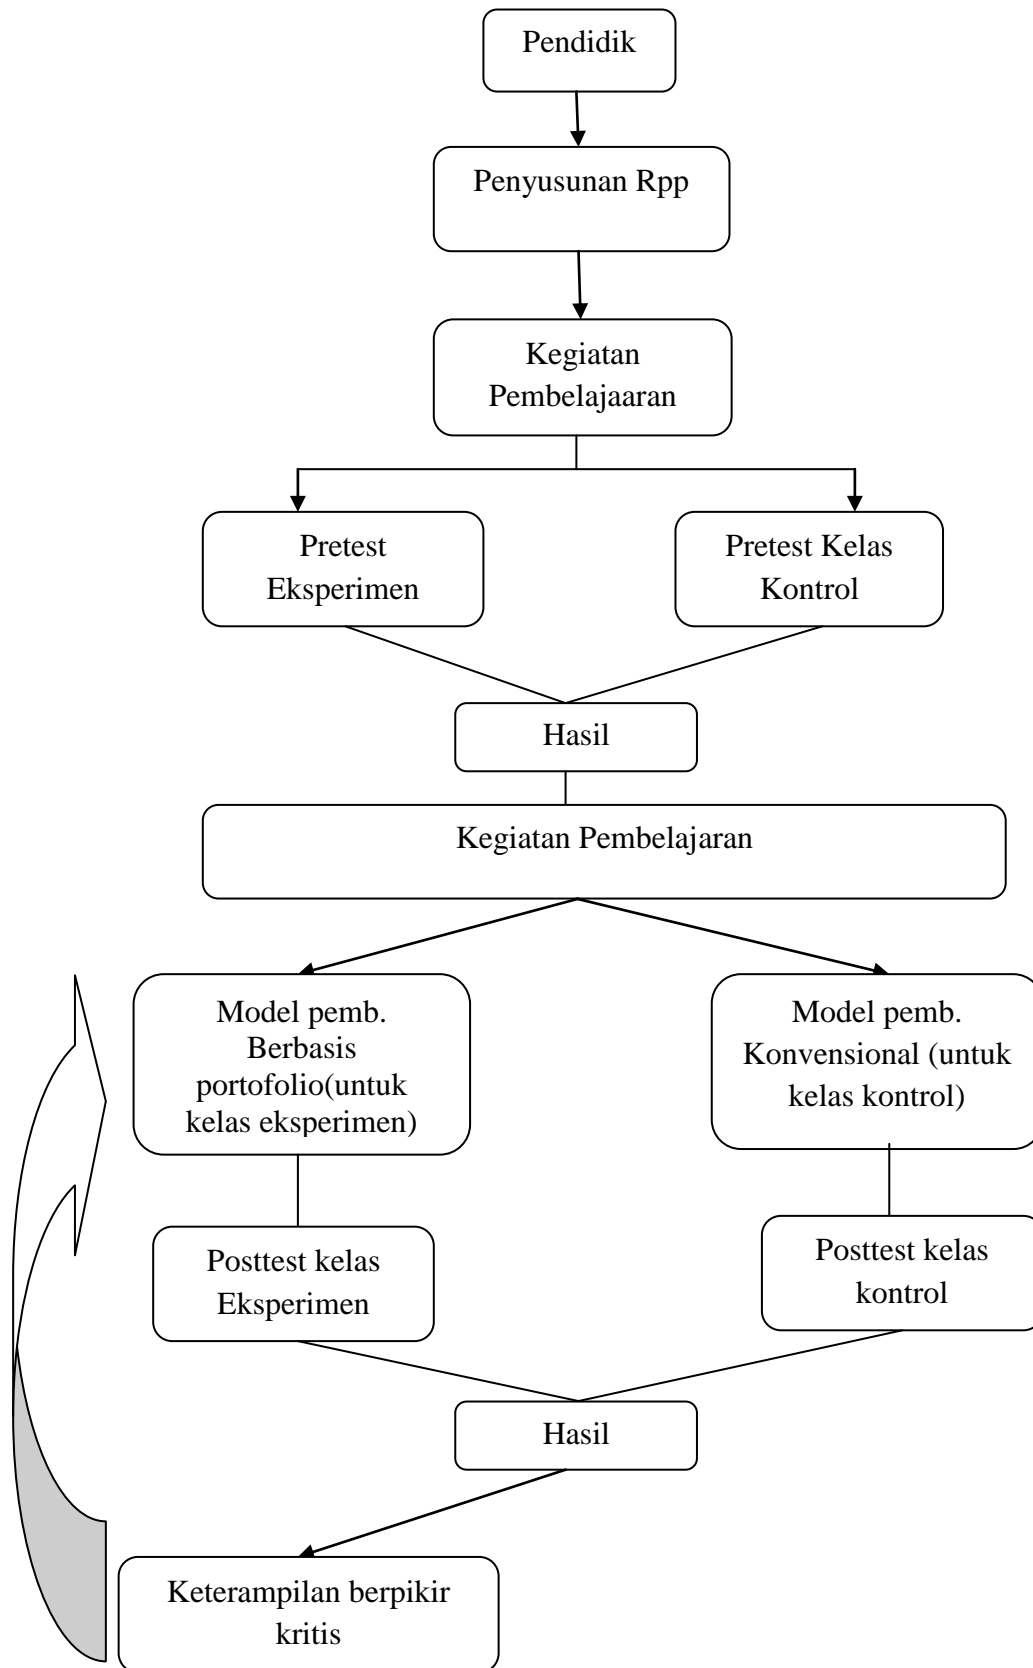 Pendidik
Penyusunan Rpp
Kegiatan
Pembelajaaran
Pretest
Eksperimen
Pretest Kelas
Kontrol
Hasil
Kegiatan Pembelajaran
Model pemb.
Berbasis
portofolio(untuk
kelas eksperimen)
Model pemb.
Konvensional (untuk
kelas kontrol)
Posttest kelas
Eksperimen
Posttest kelas
kontrol
Hasil
Keterampilan berpikir
kritis